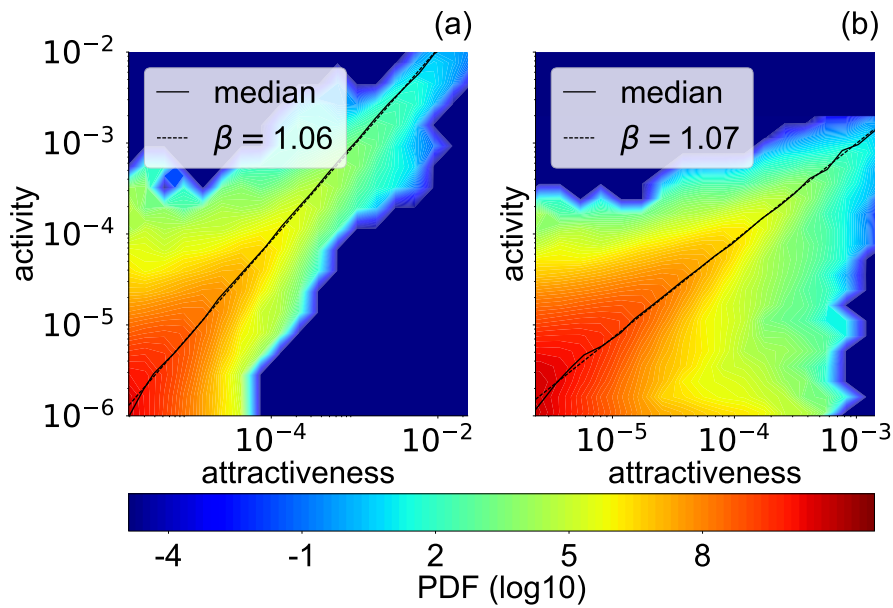 (a)
(b)
median
β = 1.06
median
β = 1.07
activity
10⁻²
10⁻³
10⁻⁴
10⁻⁵
10⁻⁶
10⁻⁴
10⁻²
attractiveness
activity
10⁻⁵
10⁻⁴
10⁻³
attractiveness
-4
-1
2
5
8
PDF (log10)